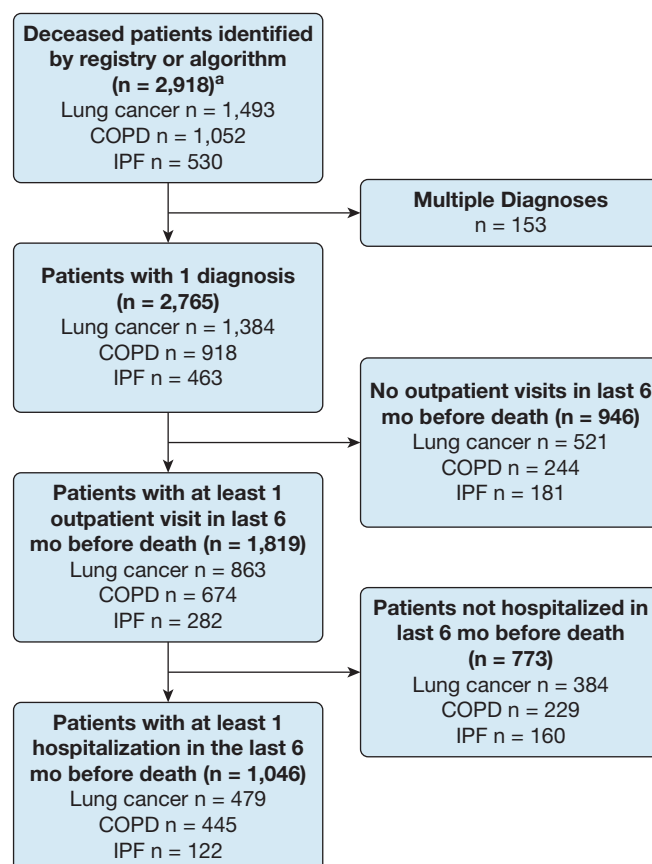 Deceased patients identified
by registry or algorithm
(n = 2,918)a
Lung cancer n = 1,493
COPD n = 1,052
IPF n = 530
Multiple Diagnoses
n = 153
Patients with 1 diagnosis
(n = 2,765)
Lung cancer n = 1,384
COPD n = 918
IPF n = 463
No outpatient visits in last 6
mo before death (n = 946)
Lung cancer n = 521
COPD n = 244
IPF n = 181
Patients with at least 1
outpatient visit in last 6
mo before death (n = 1,819)
Lung cancer n = 863
COPD n = 674
IPF n = 282
Patients not hospitalized in
last 6 mo before death
(n = 773)
Lung cancer n = 384
COPD n = 229
IPF n = 160
Patients with at least 1
hospitalization in the last 6
mo before death (n = 1,046)
Lung cancer n = 479
COPD n = 445
IPF n = 122